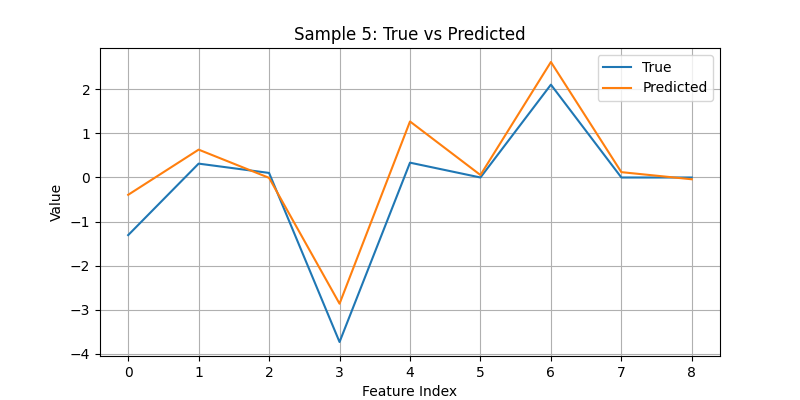 Sample 5: True vs Predicted
True
Predicted
Value
2
1
0
−1
−2
−3
−4
0 1 2 3 4 5 6 7 8
Feature Index